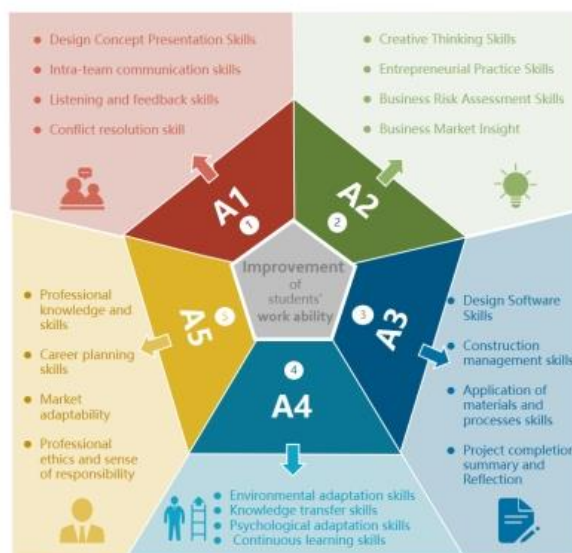 Design Concept Presentation Skills
Intra-team communication skills
Listening and feedback skills
Conflict resolution skill
Creative Thinking Skills
Entrepreneurial Practice Skills
Business Risk Assessment Skills
Business Market Insight
A1
1
A2
2
Improvement
of
students'
work ability
A5
5
A3
3
4
A4
Professional
knowledge and
skills
Career planning
skills
Market
adaptability
Professional
ethics and sense
of responsibility
Design Software
Skills
Construction
management skills
Application of
materials and
processes skills
Project completion
summary and
Reflection
Environmental adaptation skills
Knowledge transfer skills
Psychological adaptation skills
Continuous learning skills